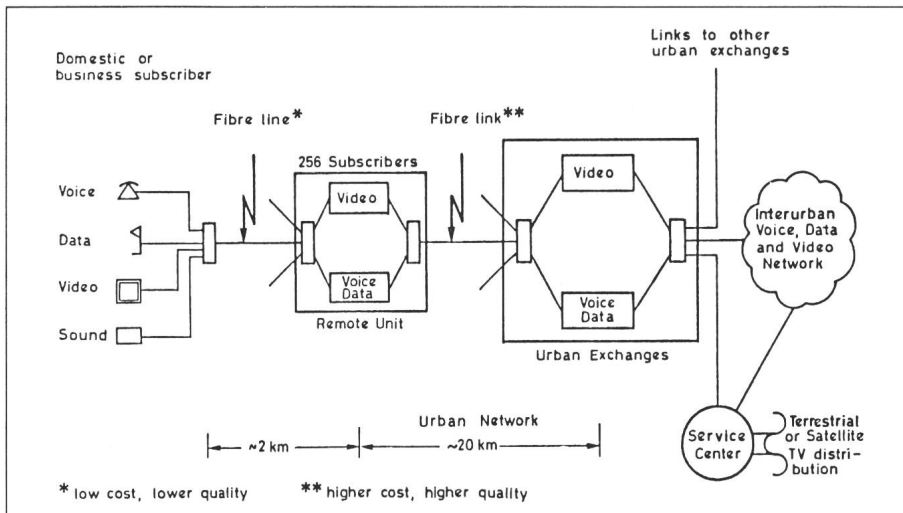 Links to other
urban exchanges
Domestic or
business subscriber
Fibre line*
Fibre link**
256 Subscribers
Voice
Data
Video
Sound
Video
Voice
Data
Remote Unit
Video
Voice
Data
Urban Exchanges
Interurban
Voice, Data
and Video
Network
Urban Network
~2 km
~20 km
Service
Center
Terrestrial
or Satellite
TV distri-
bution
* low cost, lower quality
** higher cost, higher quality